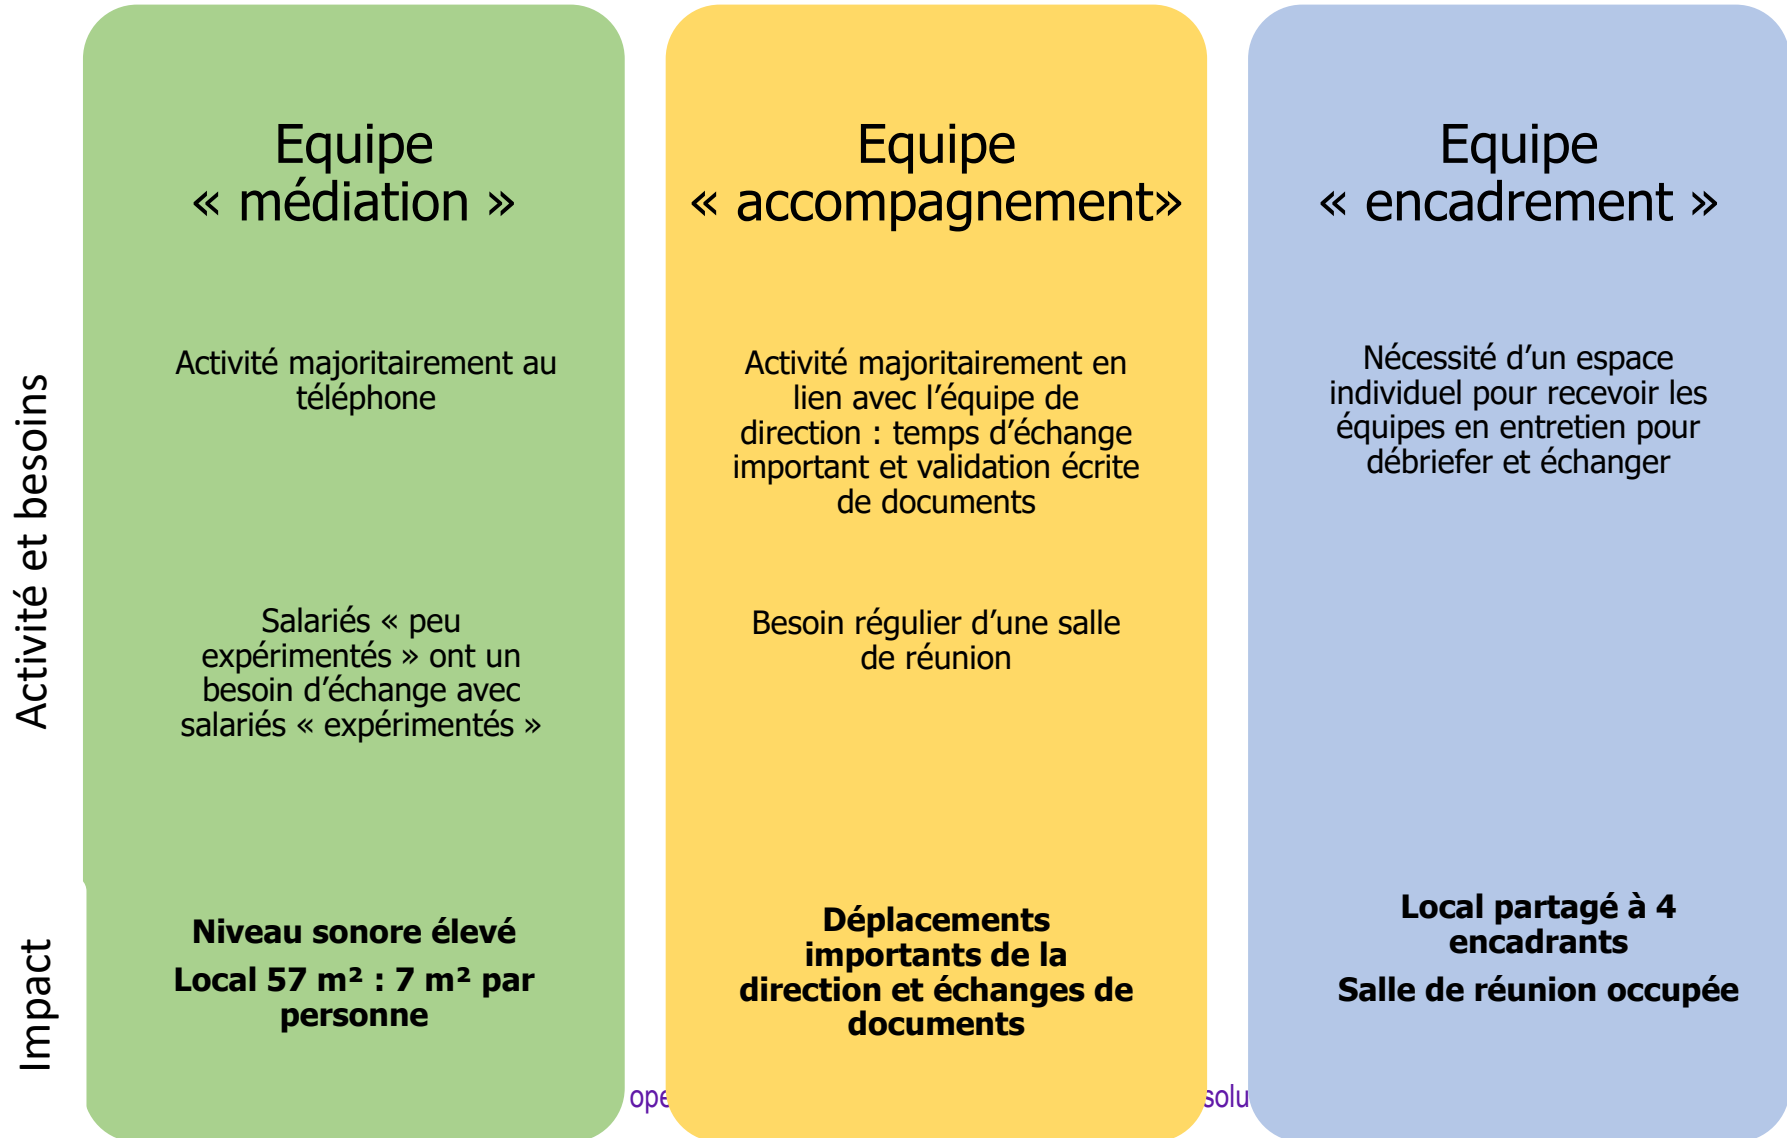 Equipe
« médiation »
Activité majoritairement au
téléphone
Salariés « peu
expérimentés » ont un
besoin d’échange avec
salariés « expérimentés »
Niveau sonore élevé
Local 57 m² : 7 m² par
personne
Equipe
« accompagnement»
Activité majoritairement en
lien avec l’équipe de
direction : temps d’échange
important et validation écrite
de documents
Besoin régulier d’une salle
de réunion
Déplacements
importants de la
direction et échanges de
documents
Equipe
« encadrement »
Nécessité d’un espace
individuel pour recevoir les
équipes en entretien pour
débriefer et échanger
Local partagé à 4
encadrants
Salle de réunion occupée
Activité et besoins
Impact